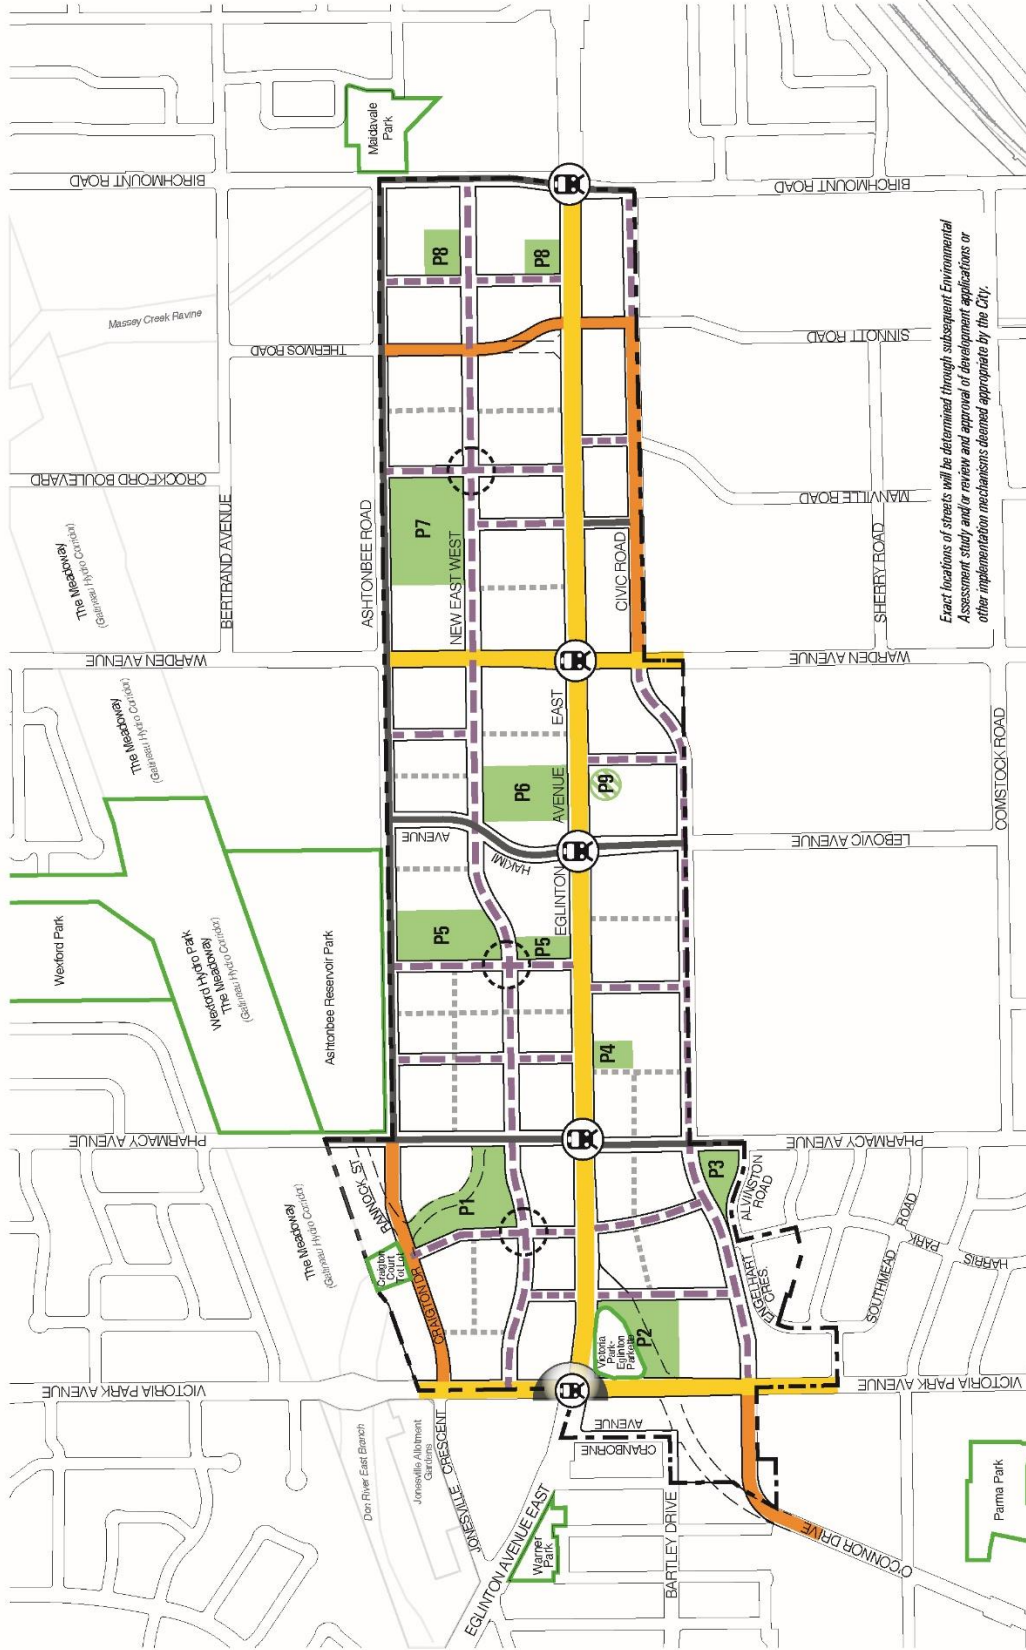 Maidavale
Park
BIRCHMOUNT ROAD
BIRCHMOUNT ROAD
P8
P8
Massey Creek Ravine
THERMOS ROAD
SINNOTT ROAD
Exact locations of streets will be determined through subsequent Environmental
Assessment study and/or review and approval of development applications or
other implementation mechanisms deemed appropriate by the City.
CROCKFORD BOULEVARD
MANVILLE ROAD
The Meadoway
(Gatineau Hydro Corridor)
BERTRAND AVENUE
ASHTONBEE ROAD
P7
NEW EAST WEST
CIVIC ROAD
SHERRY ROAD
WARDEN AVENUE
WARDEN AVENUE
The Meadoway
(Gatineau Hydro Corridor)
EAST
AVENUE
EGLINTON
P6
P9
COMSTOCK ROAD
HAKIMI
AVENUE
LEBOVIC AVENUE
Wexford Park
Wexford Hydro Park
The Meadoway
(Gatineau Hydro Corridor)
Ashtonbee Reservoir Park
P5
P5
P4
PHARMACY AVENUE
PHARMACY AVENUE
The Meadoway
(Gatineau Hydro Corridor)
BANNOCK ST
P1
P3
ALVINSTON
ROAD
Craigton
Court
Tot Lot
CRAIGTON DR
ENGELHART
CRES.
SOUTHMEAD
ROAD
PARK
HARRIS
Victoria
Park-
Eglinton
Parkette
P2
VICTORIA PARK AVENUE
VICTORIA PARK AVENUE
Don River East Branch
Jonesville Allotment
Gardens
JONESVILLE CRESCENT
CRANBORNE
AVENUE
EGLINTON AVENUE EAST
Warner
Park
BARTLEY DRIVE
O'CONNOR DRIVE
Parma Park